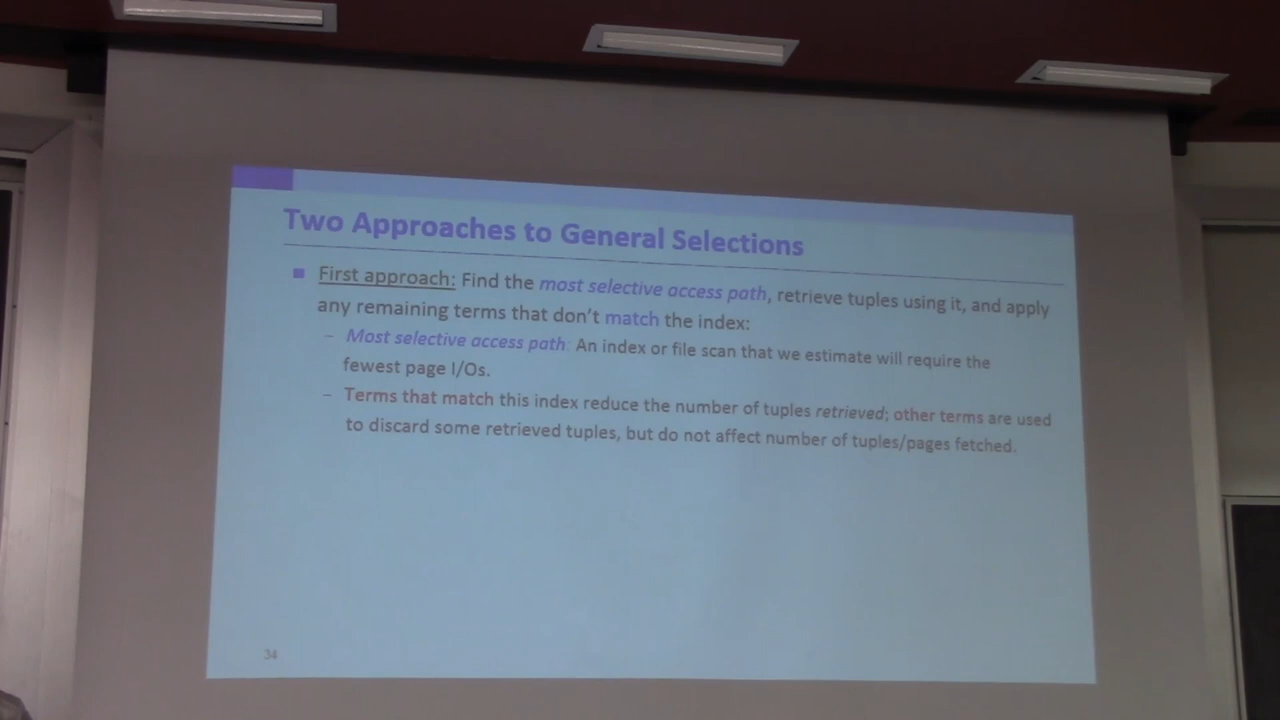 Two Approaches to General Selections
■ First approach: Find the most selective access path, retrieve tuples using it, and apply
any remaining terms that don't match the index:
– Most selective access path: An index or file scan that we estimate will require the
fewest page I/Os.
– Terms that match this index reduce the number of tuples retrieved; other terms are used
to discard some retrieved tuples, but do not affect number of tuples/pages fetched.
34